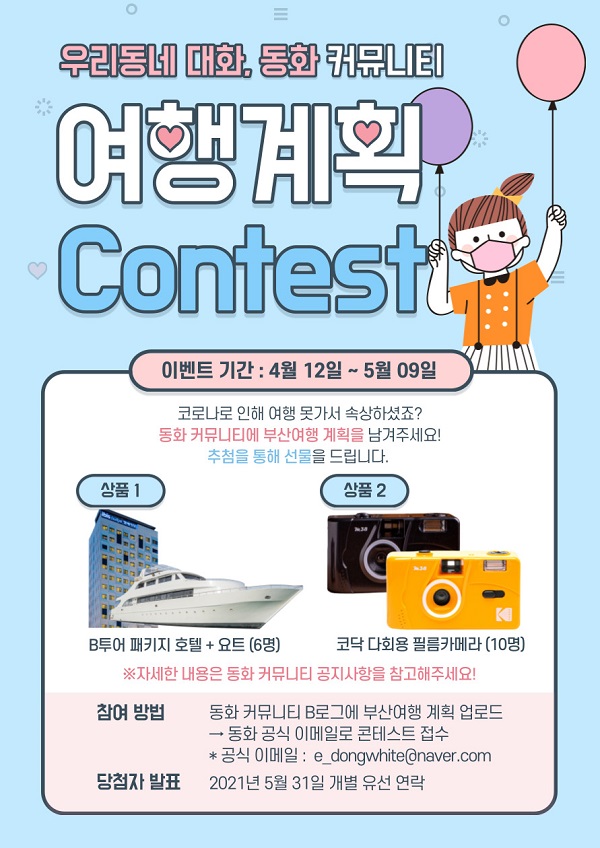 우리동네 대화, 동화 커뮤니티
여행계획
Contest
이벤트 기간 : 4월 12일 ~ 5월 09일
코로나로 인해 여행 못가서 속상하셨죠?
동화 커뮤니티에 부산여행 계획을 남겨주세요!
추첨을 통해 선물을 드립니다.
상품 1
상품 2
No.38
No.38
KODAK
B투어 패키지 호텔 + 요트 (6명)
코닥 다회용 필름카메라 (10명)
※자세한 내용은 동화 커뮤니티 공지사항을 참고해주세요!
참여 방법
동화 커뮤니티 B로그에 부산여행 계획 업로드
→ 동화 공식 이메일로 콘테스트 접수
* 공식 이메일 : e_dongwhite@naver.com
당첨자 발표
2021년 5월 31일 개별 유선 연락